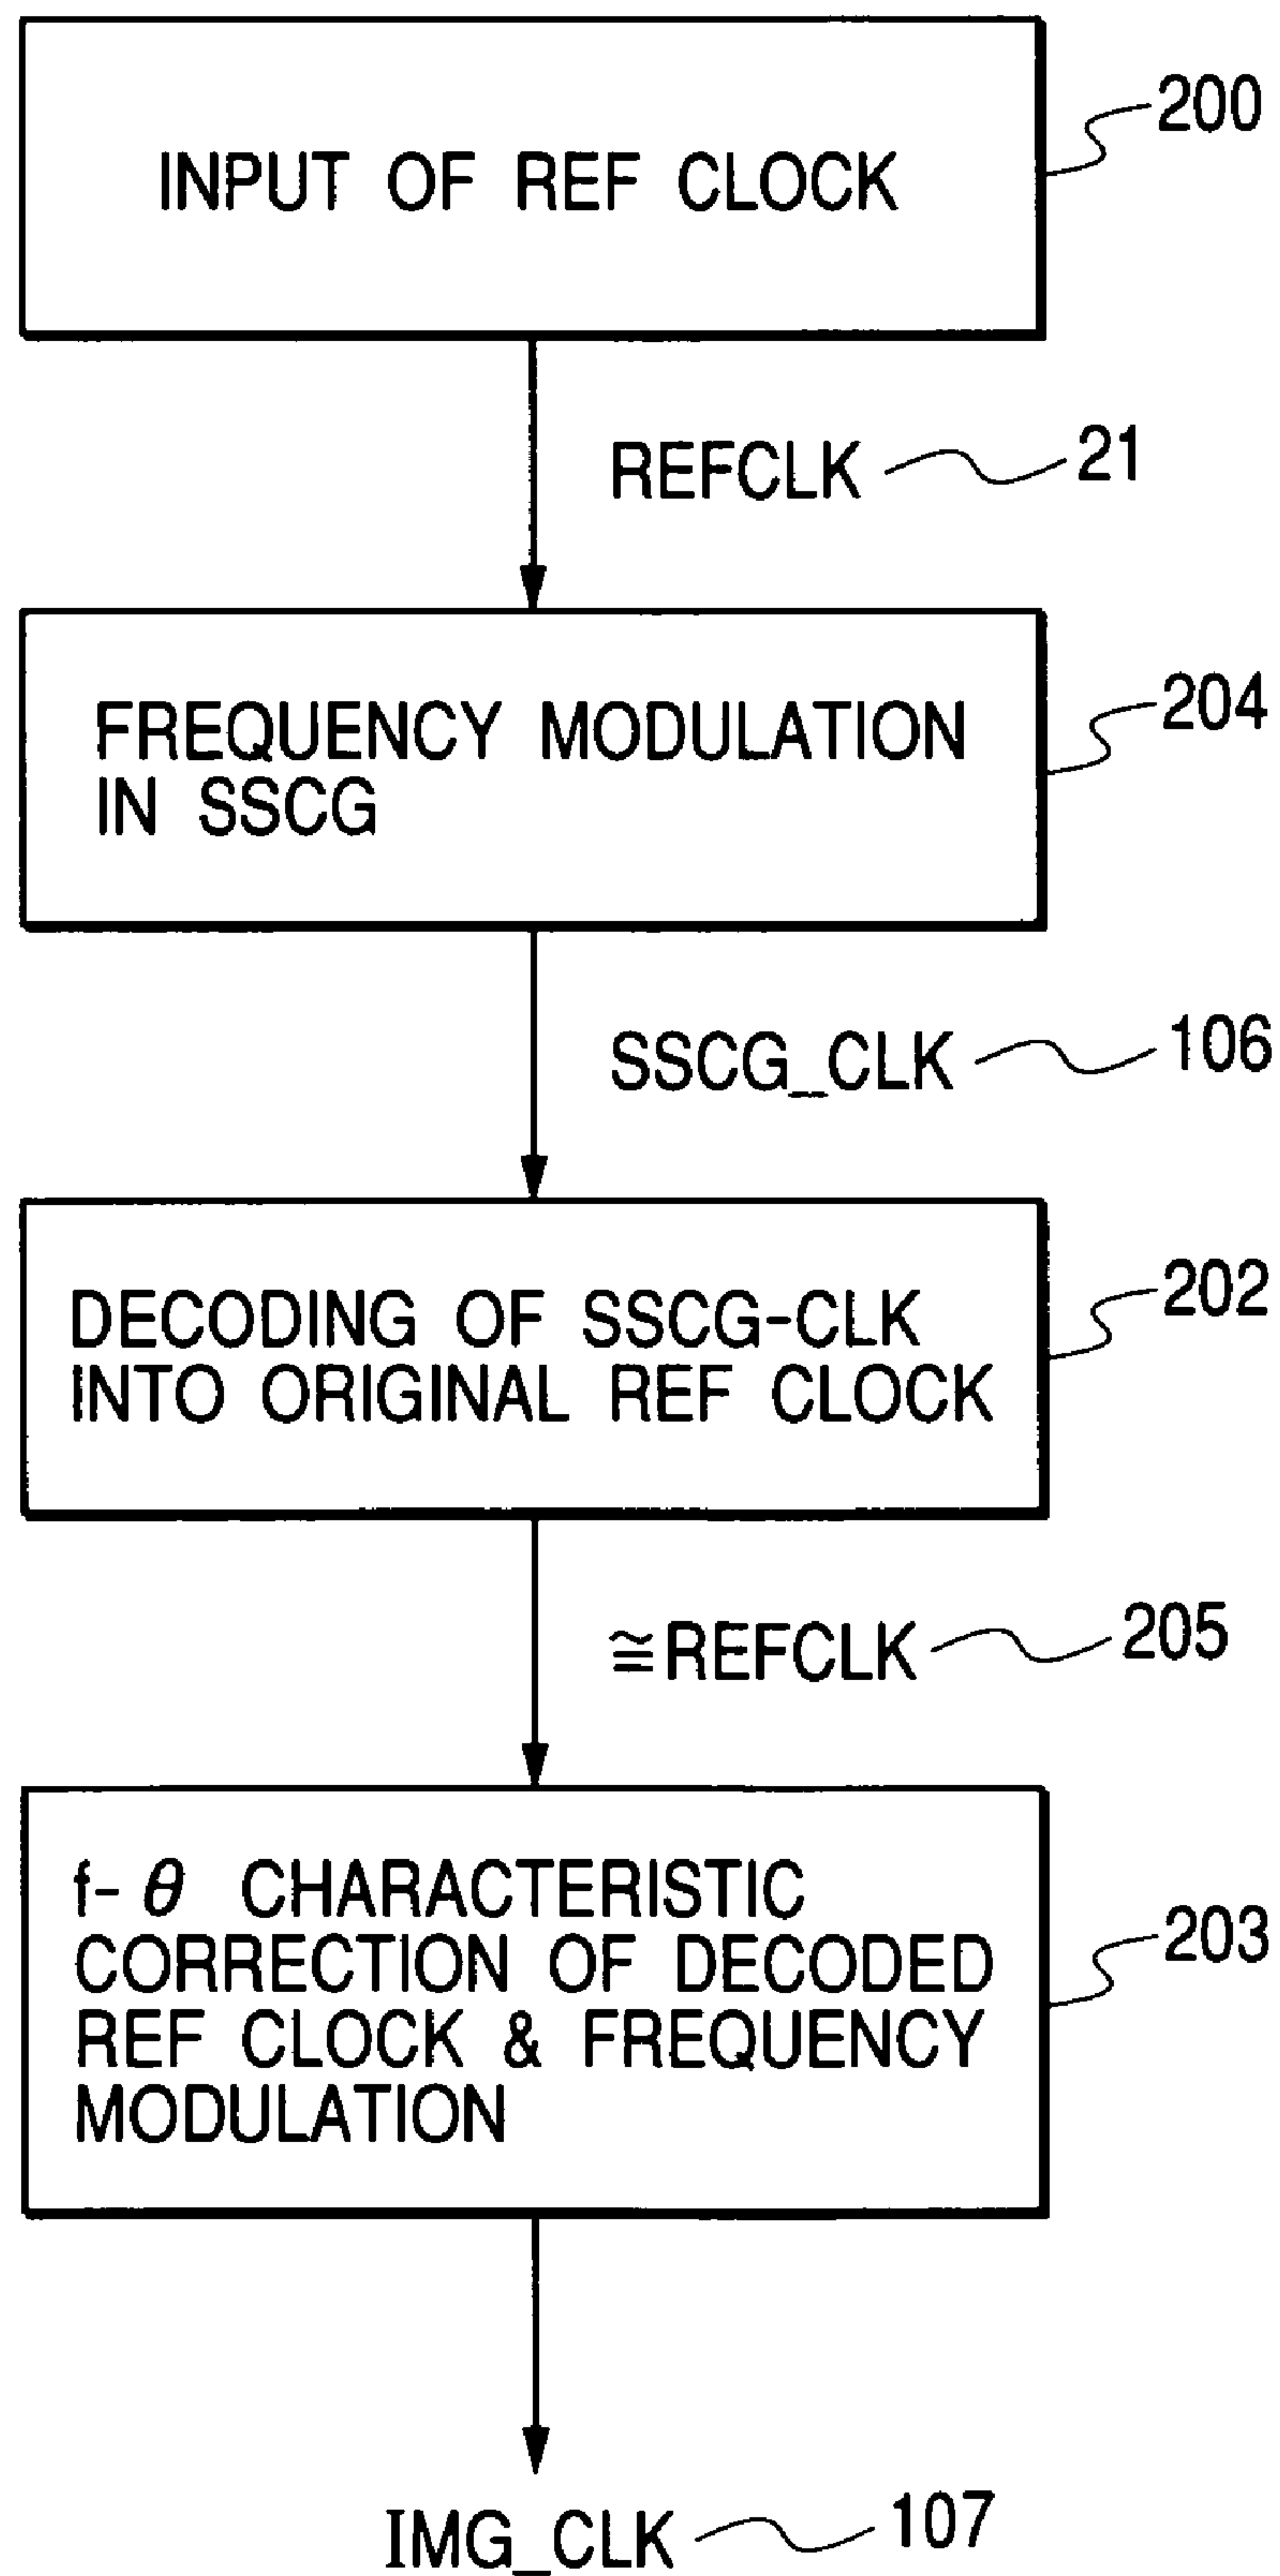 INPUT OF REF CLOCK
200
REFCLK
21
FREQUENCY MODULATION
IN SSCG
204
SSCG_CLK
106
DECODING OF SSCG-CLK
INTO ORIGINAL REF CLOCK
202
≅REFCLK
205
f-θ CHARACTERISTIC
CORRECTION OF DECODED
REF CLOCK & FREQUENCY
MODULATION
203
IMG_CLK
107